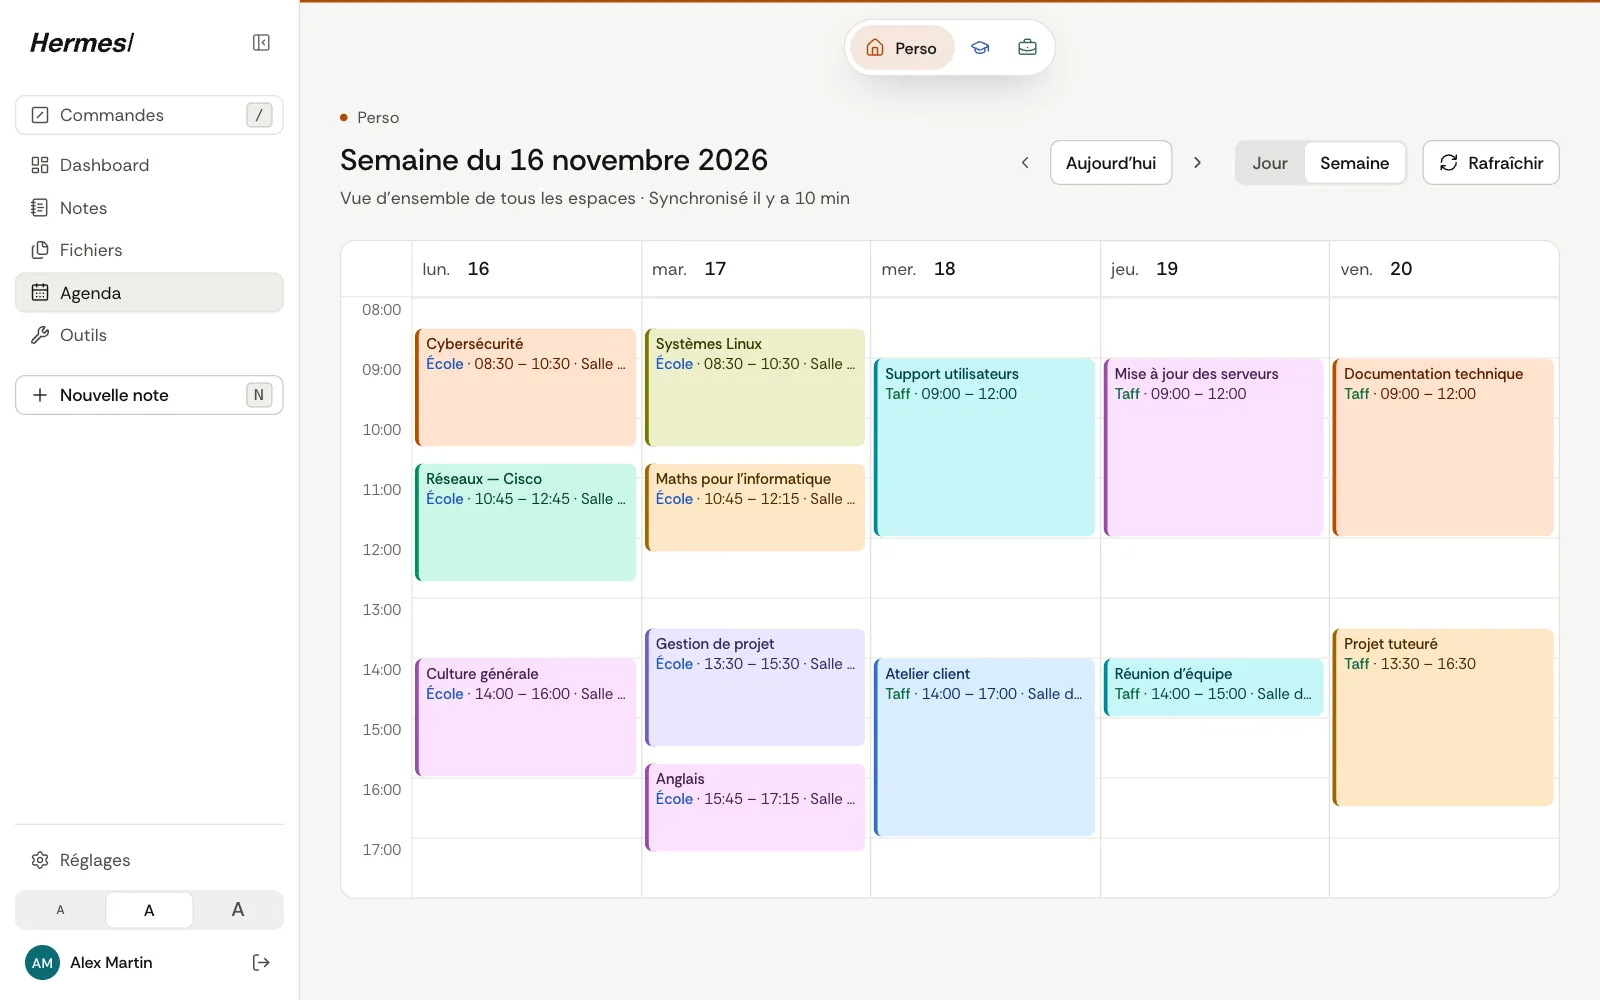 Hermes/
Commandes /
Dashboard
Notes
Fichiers
Agenda
Outils
Nouvelle note N
Réglages
A A A
AM Alex Martin
Perso
Perso
Semaine du 16 novembre 2026
Vue d'ensemble de tous les espaces · Synchronisé il y a 10 min
Aujourd'hui
Jour Semaine
Rafraîchir
lun. 16 mar. 17 mer. 18 jeu. 19 ven. 20
08:00
09:00
10:00
11:00
12:00
13:00
14:00
15:00
16:00
17:00
Cybersécurité
École · 08:30 – 10:30 · Salle …
Réseaux — Cisco
École · 10:45 – 12:45 · Salle …
Culture générale
École · 14:00 – 16:00 · Salle …
Systèmes Linux
École · 08:30 – 10:30 · Salle …
Maths pour l'informatique
École · 10:45 – 12:15 · Salle …
Gestion de projet
École · 13:30 – 15:30 · Salle …
Anglais
École · 15:45 – 17:15 · Salle …
Support utilisateurs
Taff · 09:00 – 12:00
Atelier client
Taff · 14:00 – 17:00 · Salle d…
Mise à jour des serveurs
Taff · 09:00 – 12:00
Réunion d'équipe
Taff · 14:00 – 15:00 · Salle d…
Documentation technique
Taff · 09:00 – 12:00
Projet tuteuré
Taff · 13:30 – 16:30